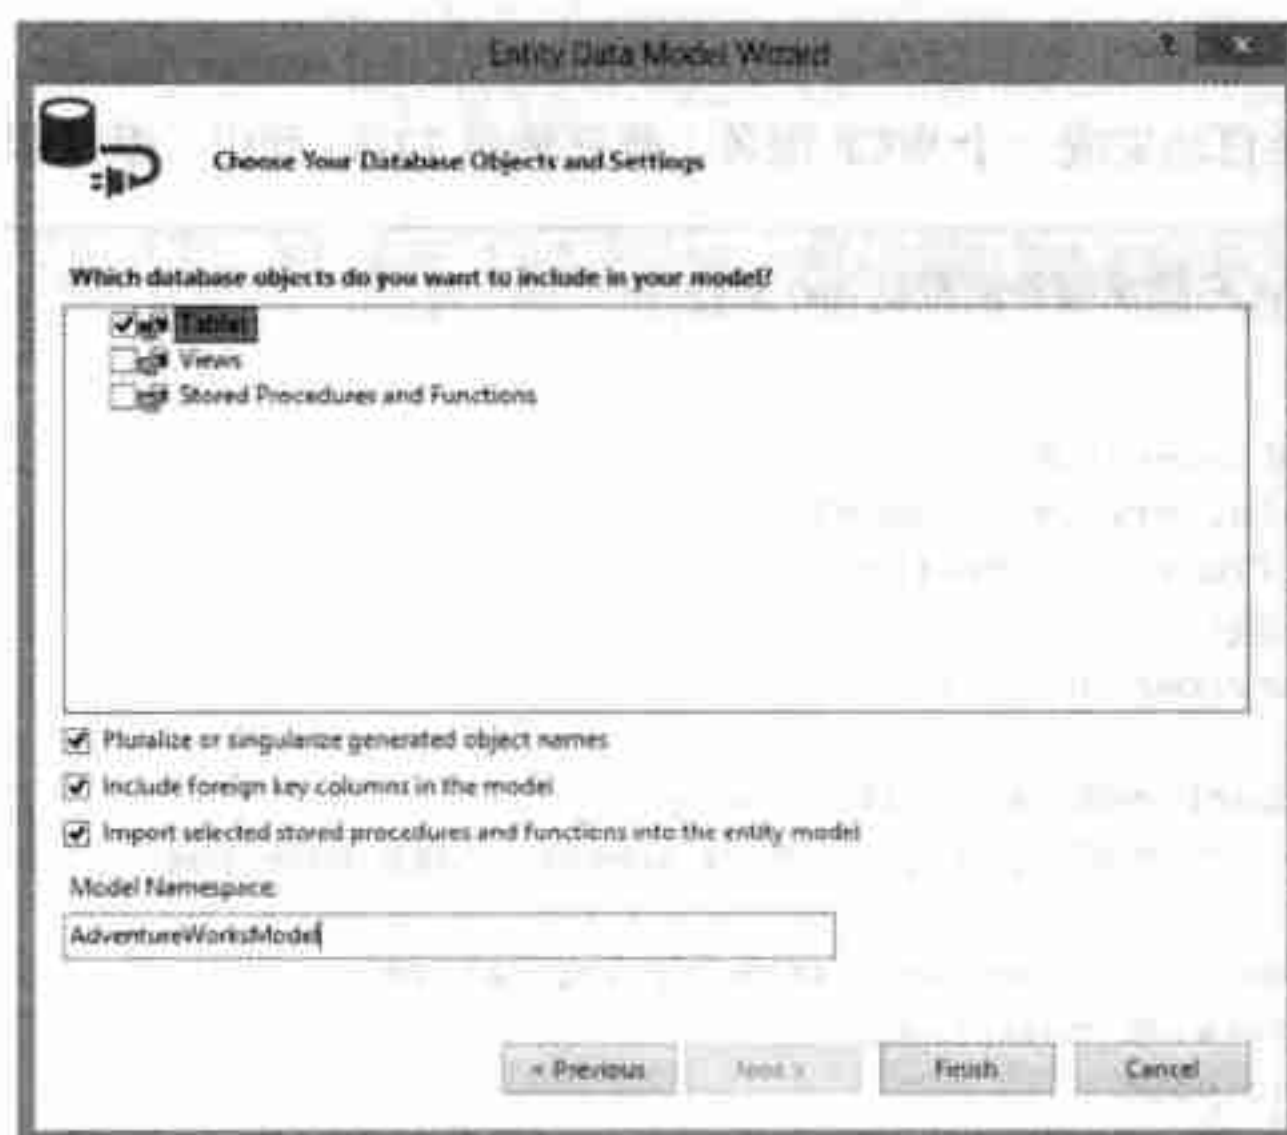 Entity Data Model Wizard
?
Choose Your Database Objects and Settings
Which database objects do you want to include in your model?
Tables
Views
Stored Procedures and Functions
Pluralize or singularize generated object names
Include foreign key columns in the model
Import selected stored procedures and functions into the entity model
Model Namespace:
AdventureWorksModel
< Previous
Next >
Finish
Cancel